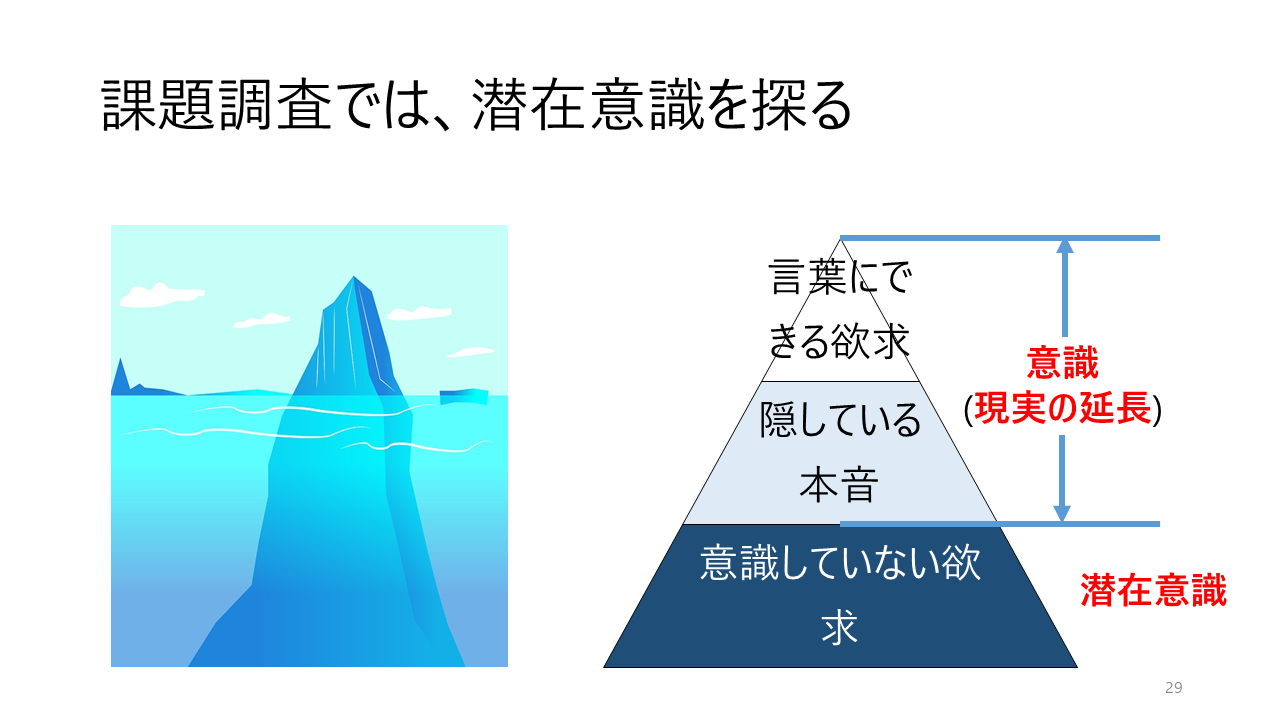 課題調査では、潜在意識を探る
言葉にで
きる欲求
隠している
本音
意識していない欲
求
意識
(現実の延長)
潜在意識
29